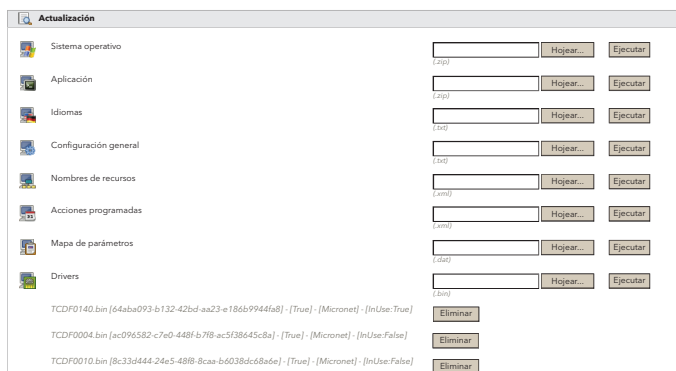 Actualización
Sistema operativo Hojear... Ejecutar
(.zip)
Aplicación Hojear... Ejecutar
(.zip)
Idiomas Hojear... Ejecutar
(.txt)
Configuración general Hojear... Ejecutar
(.txt)
Nombres de recursos Hojear... Ejecutar
(.xml)
Acciones programadas Hojear... Ejecutar
(.xml)
Mapa de parámetros Hojear... Ejecutar
(.dat)
Drivers Hojear... Ejecutar
(.bin)
TCDF0140.bin [64aba093-b132-42bd-aa23-e186b9944fa8] - [True] - [Micronet] - [InUse:True] Eliminar
TCDF0004.bin [ac096582-c7e0-448f-b7f8-ac5f38645c8a] - [True] - [Micronet] - [InUse:False] Eliminar
TCDF0010.bin [8c33d444-24e5-48f8-8caa-b6038dc68a6e] - [True] - [Micronet] - [InUse:False] Eliminar